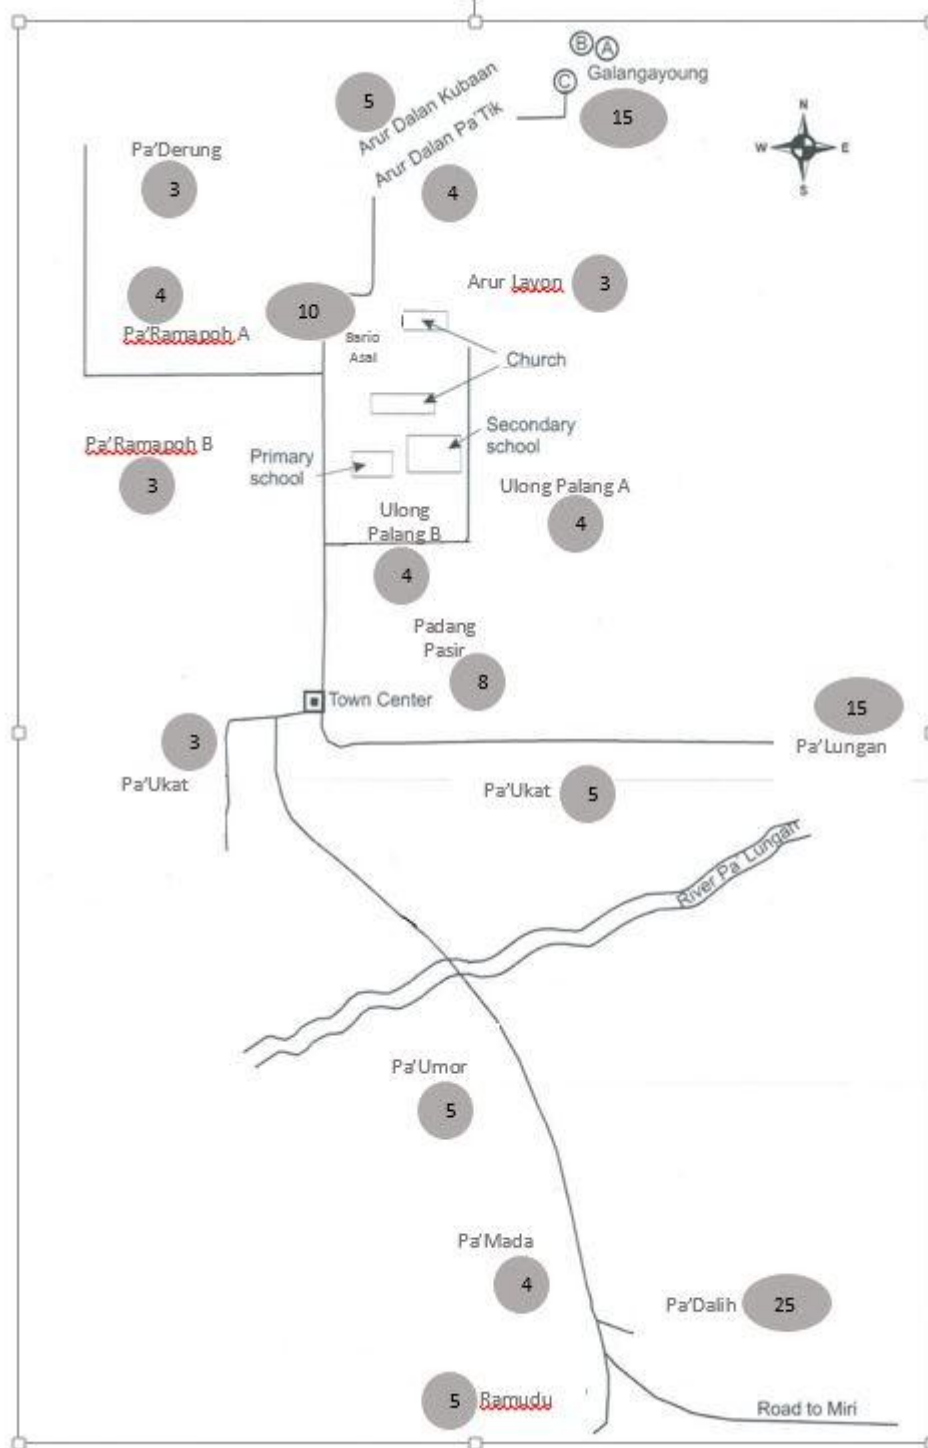 B A
Galangayoung
C
5
Arur Dalan Kubaan
15
Arur Dalan Pa'Tik
N
W E
S
Pa'Derung
3
4
Arur Layon 3
4
10
Pa'Ramapoh A
Bario
Asal
Church
Pa'Ramapoh B
3
Primary
school
Secondary
school
Ulong Palang A
4
Ulong
Palang B
4
Padang
Pasir
8
Town Center
15
Pa'Lungan
3
Pa'Ukat
Pa'Ukat 5
River Pa' Lungan
Pa'Umor
5
Pa'Mada
4
Pa'Dalih 25
5 Ramudu
Road to Miri